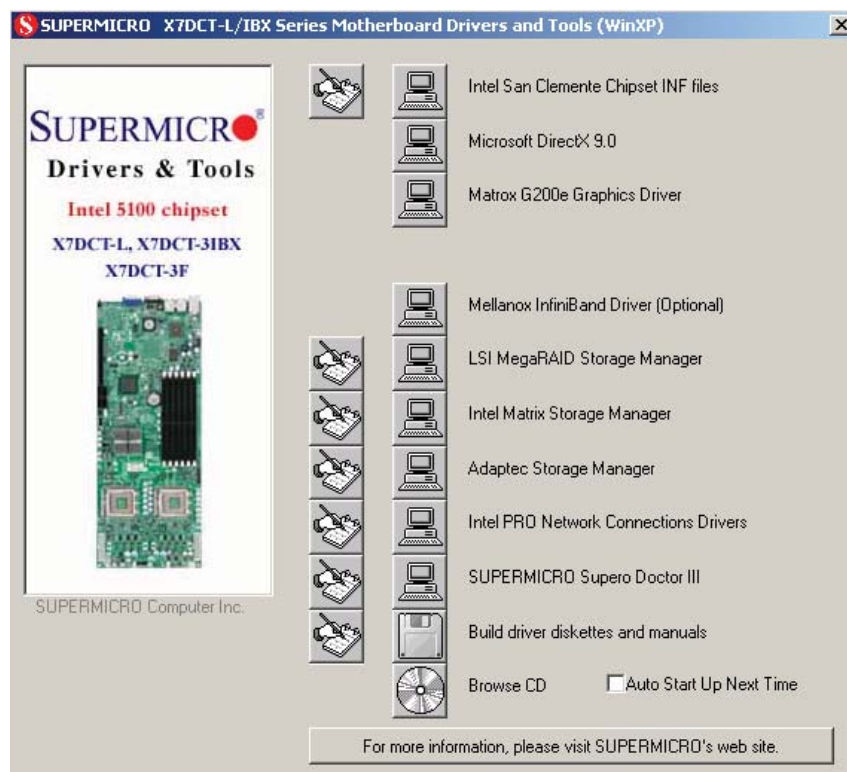 SUPERMICRO X7DCT-L/IBX Series Motherboard Drivers and Tools (WinXP)
SUPERMICRO®
Drivers & Tools
Intel 5100 chipset
X7DCT-L, X7DCT-3IBX
X7DCT-3F
SUPERMICRO Computer Inc.
Intel San Clemente Chipset INF files
Microsoft DirectX 9.0
Matrox G200e Graphics Driver
Mellanox InfiniBand Driver (Optional)
LSI MegaRAID Storage Manager
Intel Matrix Storage Manager
Adaptec Storage Manager
Intel PRO Network Connections Drivers
SUPERMICRO Supero Doctor III
Build driver diskettes and manuals
Browse CD Auto Start Up Next Time
For more information, please visit SUPERMICRO's web site.